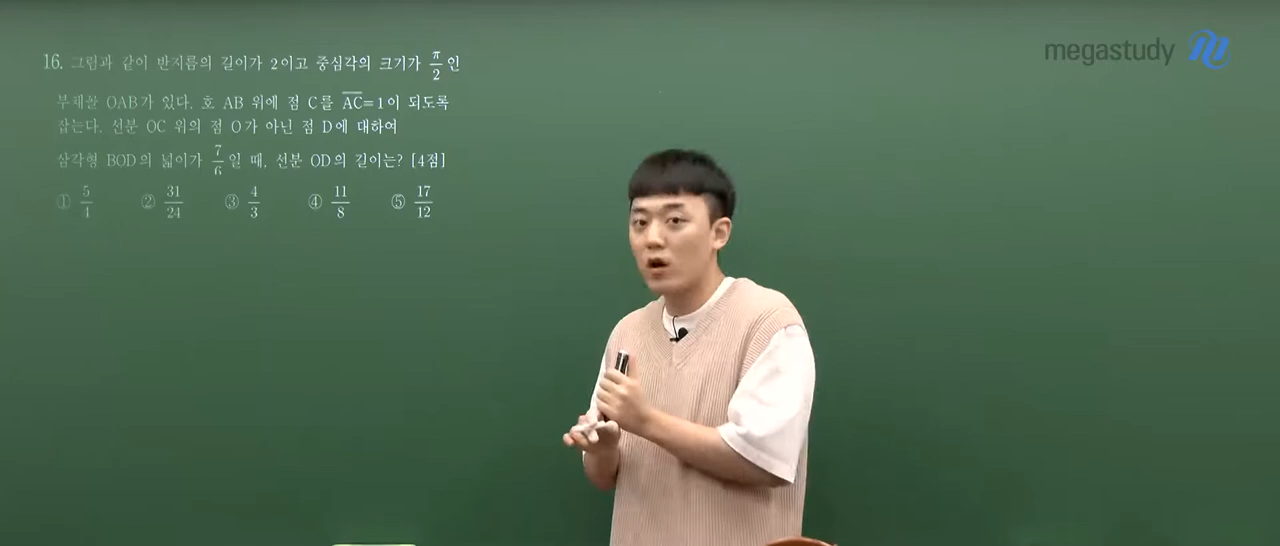 megastudy
16. 그림과 같이 반지름의 길이가 2이고 중심각의 크기가 π/2 인
부채꼴 OAB가 있다. 호 AB 위에 점 C를 \overline{AC}=1이 되도록
잡는다. 선분 OC 위의 점 O가 아닌 점 D에 대하여
삼각형 BOD의 넓이가 7/6 일 때, 선분 OD의 길이는? [4점]
① 5/4 ② 31/24 ③ 4/3 ④ 11/8 ⑤ 17/12